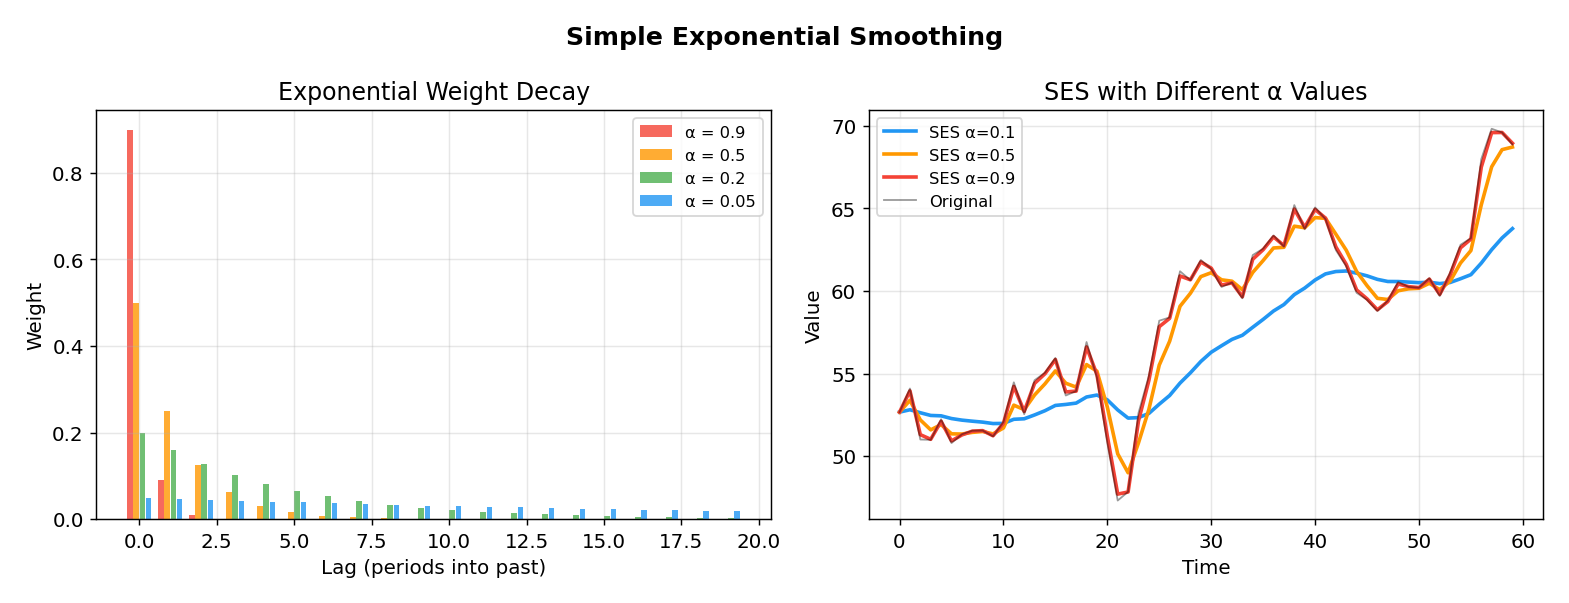 Simple Exponential Smoothing
Exponential Weight Decay
Weight
0.8
0.6
0.4
0.2
0.0
α = 0.9
α = 0.5
α = 0.2
α = 0.05
0.0 2.5 5.0 7.5 10.0 12.5 15.0 17.5 20.0
Lag (periods into past)
SES with Different α Values
Value
70
65
60
55
50
SES α=0.1
SES α=0.5
SES α=0.9
Original
0 10 20 30 40 50 60
Time